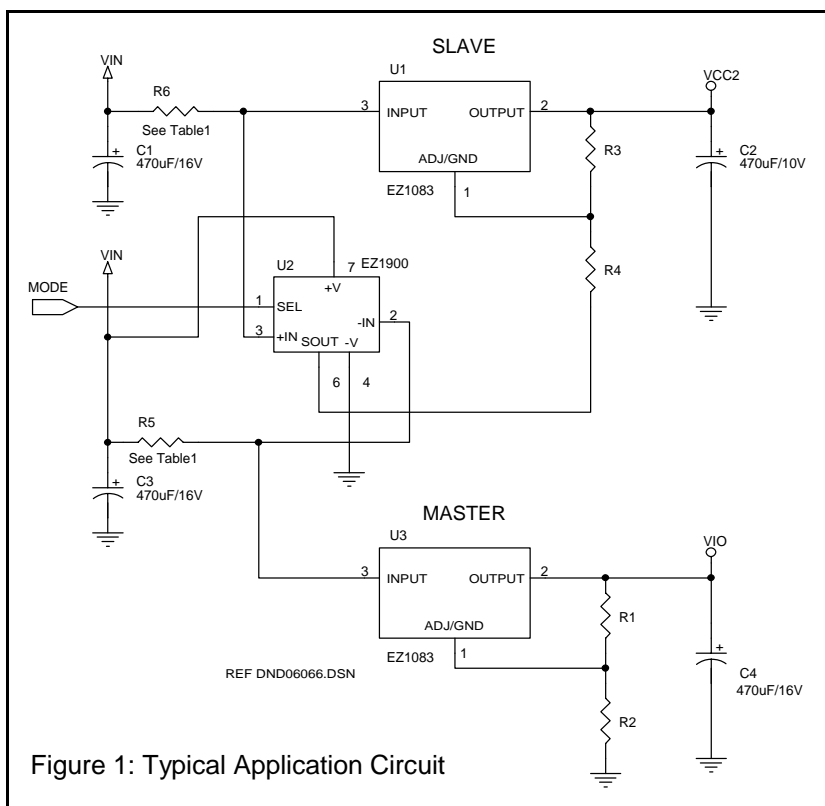 SLAVE
VIN
U1
VCC2
R6
3
INPUT
OUTPUT
2
See Table1
+
C1
470uF/16V
ADJ/GND
R3
+
C2
470uF/10V
EZ1083
1
VIN
R4
U2
7
EZ1900
MODE
+V
1
SEL
-IN
2
3
+IN
SOUT
-V
6
4
R5
See Table1
+
C3
470uF/16V
MASTER
U3
VIO
3
INPUT
OUTPUT
2
R1
ADJ/GND
+
EZ1083
1
C4
470uF/16V
REF DND06066.DSN
R2
Figure 1: Typical Application Circuit